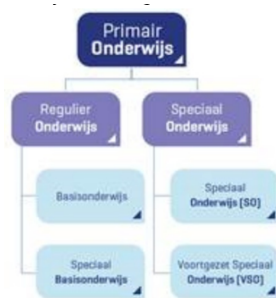 Primair
Onderwijs
Regulier
Onderwijs
Speciaal
Onderwijs
Basisonderwijs
Speciaal
Onderwijs (SO)
Speciaal
Basisonderwijs
Voortgezet Speciaal
Onderwijs (VSO)